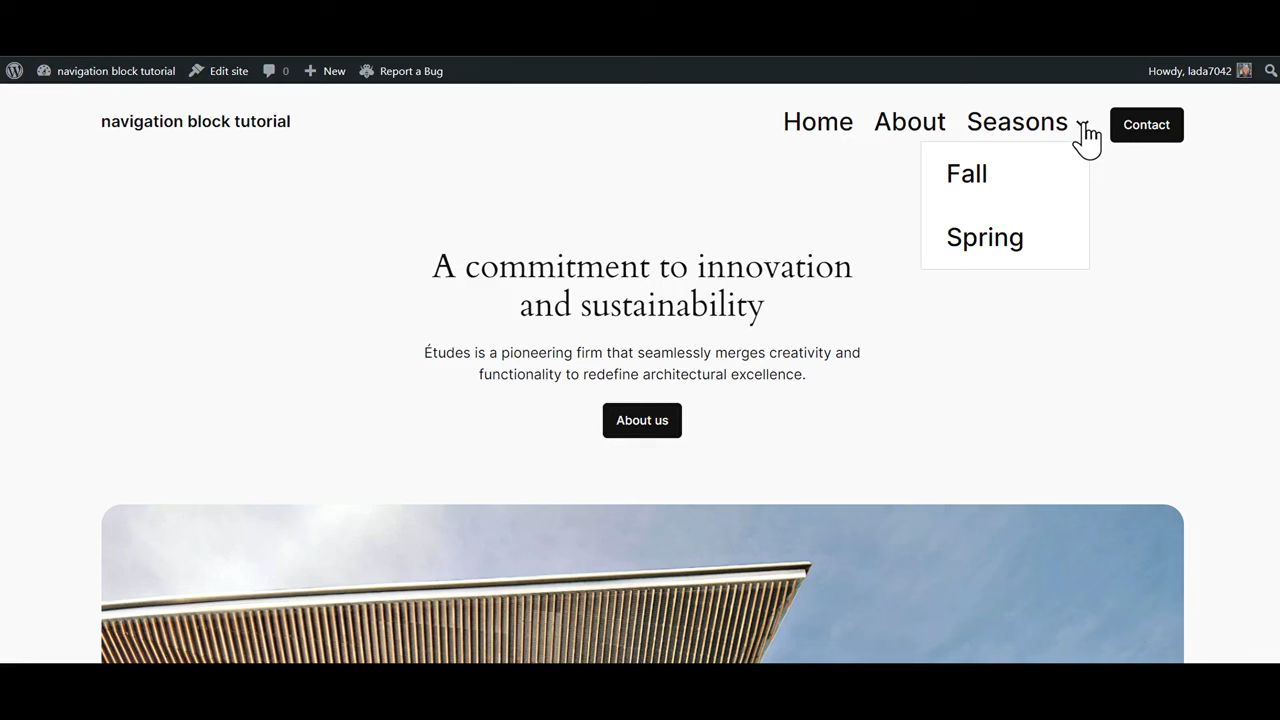 navigation block tutorial Edit site 0 New Report a Bug Howdy, lada7042
navigation block tutorial Home About Seasons Contact
Fall
Spring
A commitment to innovation
and sustainability
Études is a pioneering firm that seamlessly merges creativity and
functionality to redefine architectural excellence.
About us